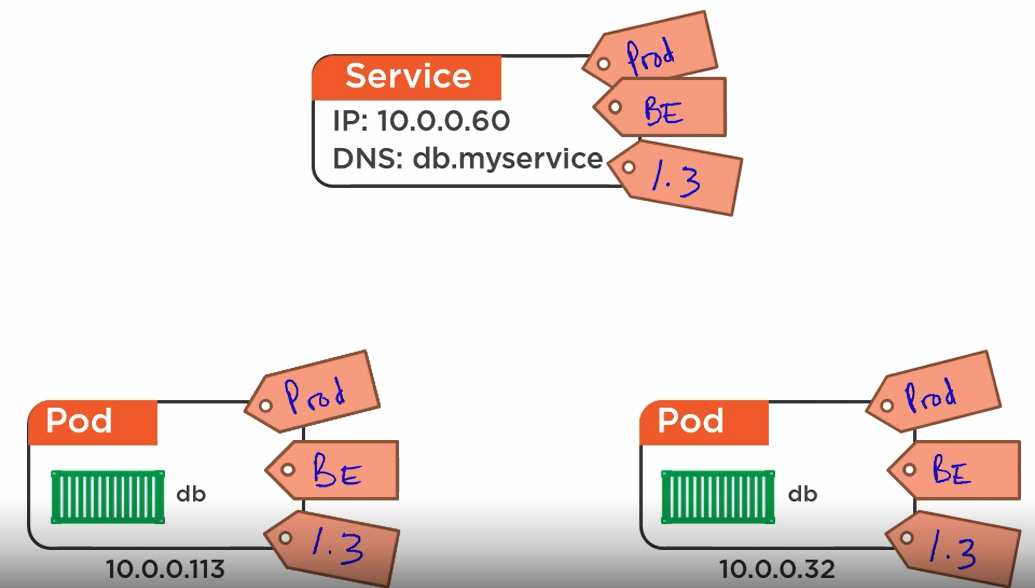 Service
IP: 10.0.0.60
DNS: db.myservice
Prod
BE
1.3
Pod
db
10.0.0.113
Prod
BE
1.3
Pod
db
10.0.0.32
Prod
BE
1.3